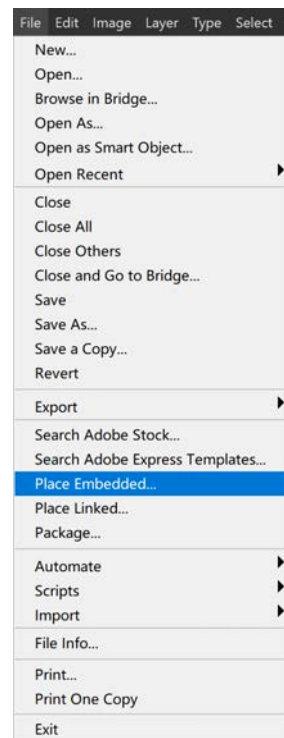 File Edit Image Layer Type Select
New...
Open...
Browse in Bridge...
Open As...
Open as Smart Object...
Open Recent
Close
Close All
Close Others
Close and Go to Bridge...
Save
Save As...
Save a Copy...
Revert
Export
Search Adobe Stock...
Search Adobe Express Templates...
Place Embedded...
Place Linked...
Package...
Automate
Scripts
Import
File Info...
Print...
Print One Copy
Exit